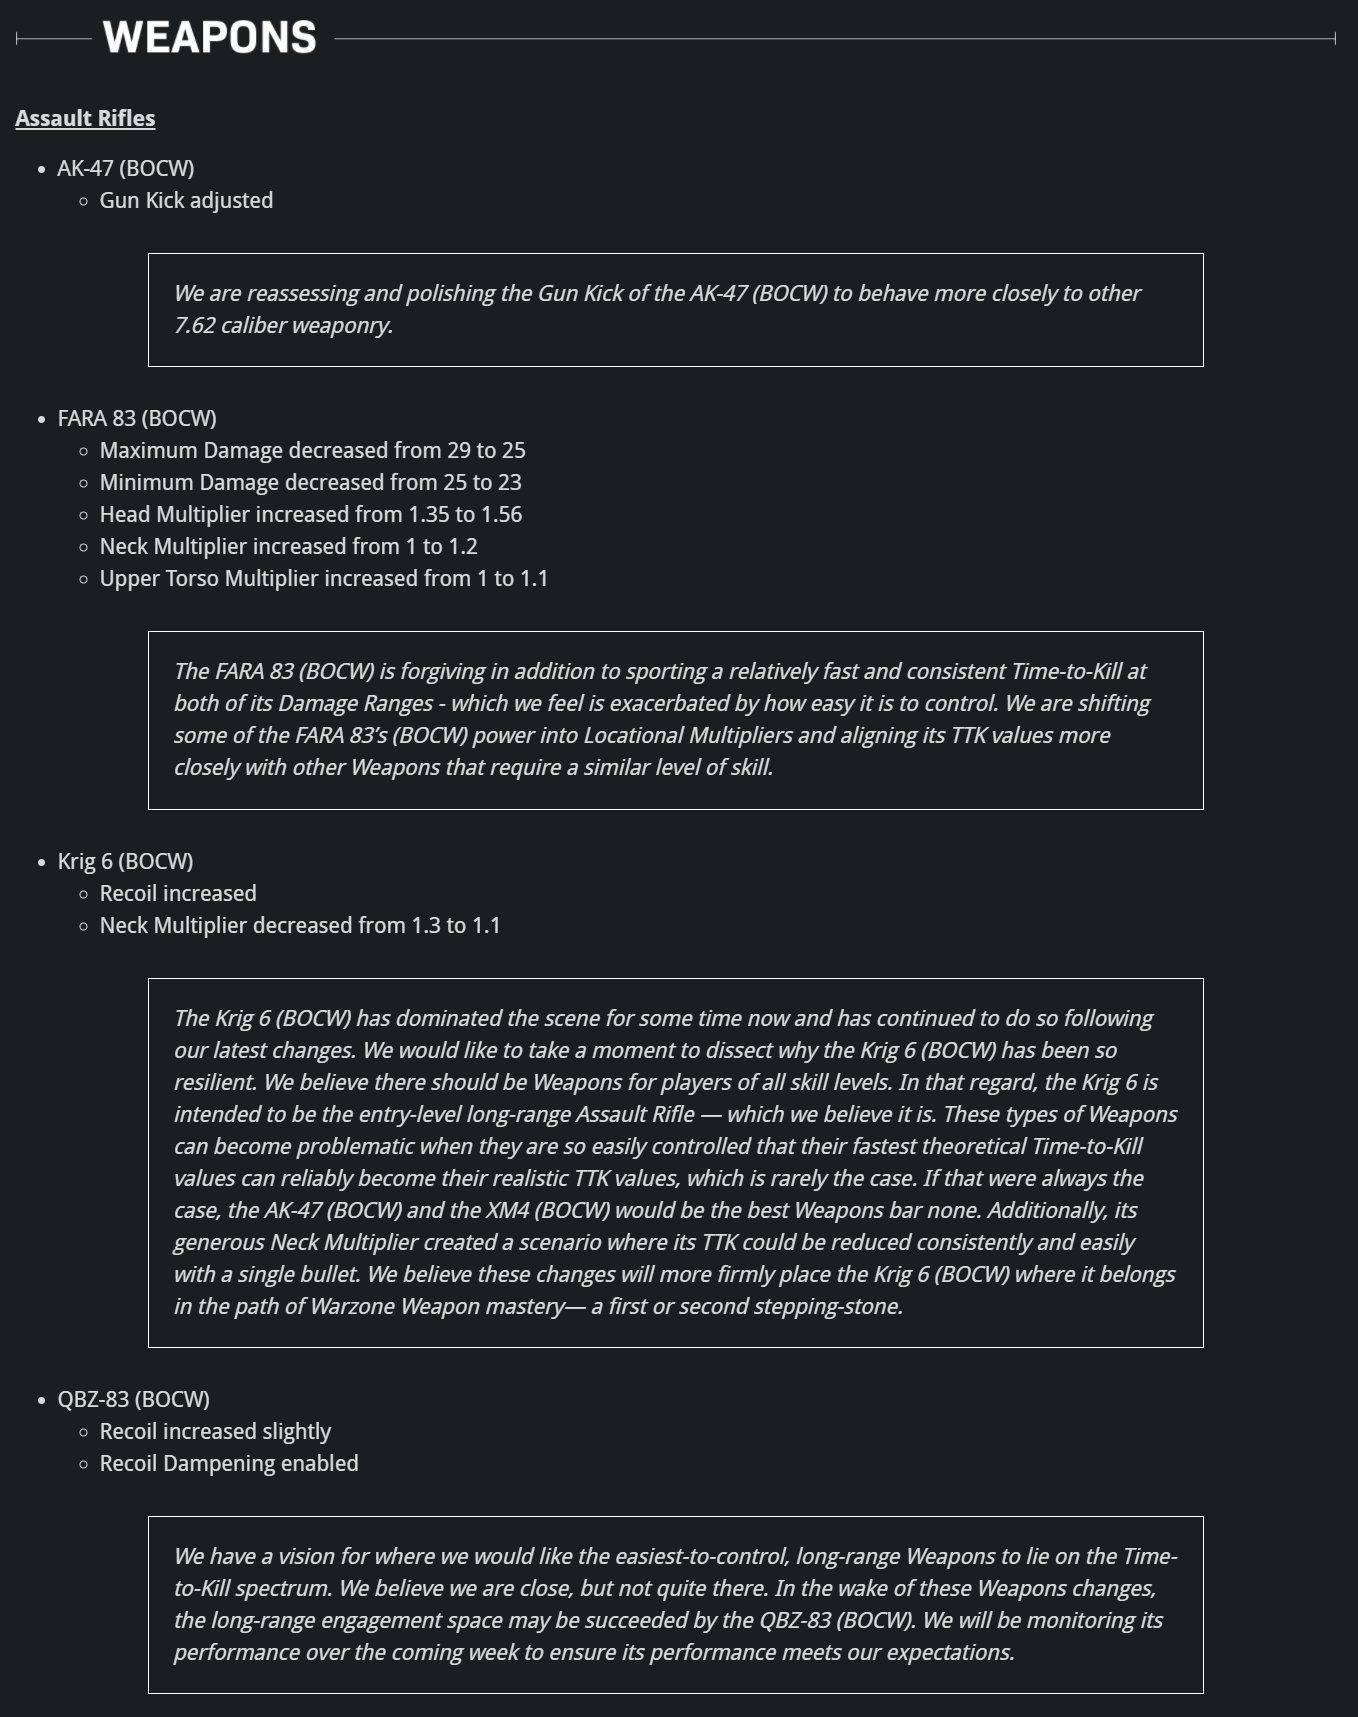 WEAPONS
Assault Rifles
• AK-47 (BOCW)
◦ Gun Kick adjusted
We are reassessing and polishing the Gun Kick of the AK-47 (BOCW) to behave more closely to other
7.62 caliber weaponry.
• FARA 83 (BOCW)
◦ Maximum Damage decreased from 29 to 25
◦ Minimum Damage decreased from 25 to 23
◦ Head Multiplier increased from 1.35 to 1.56
◦ Neck Multiplier increased from 1 to 1.2
◦ Upper Torso Multiplier increased from 1 to 1.1
The FARA 83 (BOCW) is forgiving in addition to sporting a relatively fast and consistent Time-to-Kill at
both of its Damage Ranges - which we feel is exacerbated by how easy it is to control. We are shifting
some of the FARA 83’s (BOCW) power into Locational Multipliers and aligning its TTK values more
closely with other Weapons that require a similar level of skill.
• Krig 6 (BOCW)
◦ Recoil increased
◦ Neck Multiplier decreased from 1.3 to 1.1
The Krig 6 (BOCW) has dominated the scene for some time now and has continued to do so following
our latest changes. We would like to take a moment to dissect why the Krig 6 (BOCW) has been so
resilient. We believe there should be Weapons for players of all skill levels. In that regard, the Krig 6 is
intended to be the entry-level long-range Assault Rifle — which we believe it is. These types of Weapons
can become problematic when they are so easily controlled that their fastest theoretical Time-to-Kill
values can reliably become their realistic TTK values, which is rarely the case. If that were always the
case, the AK-47 (BOCW) and the XM4 (BOCW) would be the best Weapons bar none. Additionally, its
generous Neck Multiplier created a scenario where its TTK could be reduced consistently and easily
with a single bullet. We believe these changes will more firmly place the Krig 6 (BOCW) where it belongs
in the path of Warzone Weapon mastery— a first or second stepping-stone.
• QBZ-83 (BOCW)
◦ Recoil increased slightly
◦ Recoil Dampening enabled
We have a vision for where we would like the easiest-to-control, long-range Weapons to lie on the Time-
to-Kill spectrum. We believe we are close, but not quite there. In the wake of these Weapons changes,
the long-range engagement space may be succeeded by the QBZ-83 (BOCW). We will be monitoring its
performance over the coming week to ensure its performance meets our expectations.